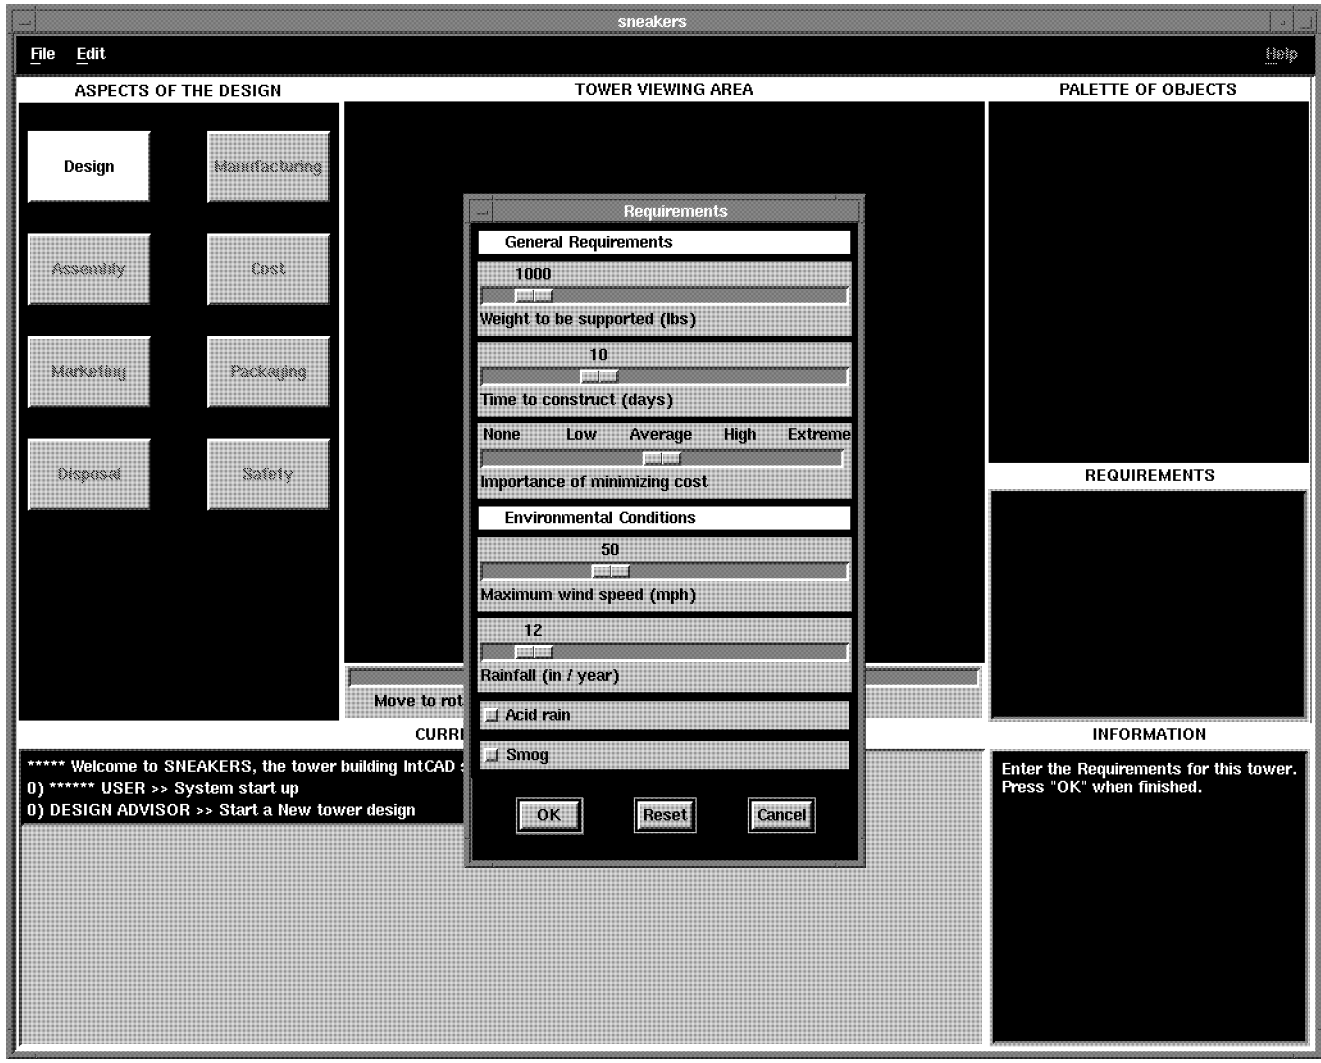 sneakers
File Edit Help
ASPECTS OF THE DESIGN
Design Manufacturing
Assembly Cost
Marketing Packaging
Disposal Safety
TOWER VIEWING AREA
Move to rot
PALETTE OF OBJECTS
REQUIREMENTS
Requirements
General Requirements
1000
Weight to be supported (lbs)
10
Time to construct (days)
None Low Average High Extreme
Importance of minimizing cost
Environmental Conditions
50
Maximum wind speed (mph)
12
Rainfall (in / year)
Acid rain
Smog
OK Reset Cancel
CURR
***** Welcome to SNEAKERS, the tower building IntCAD s
0) ****** USER >> System start up
0) DESIGN ADVISOR >> Start a New tower design
INFORMATION
Enter the Requirements for this tower.
Press "OK" when finished.